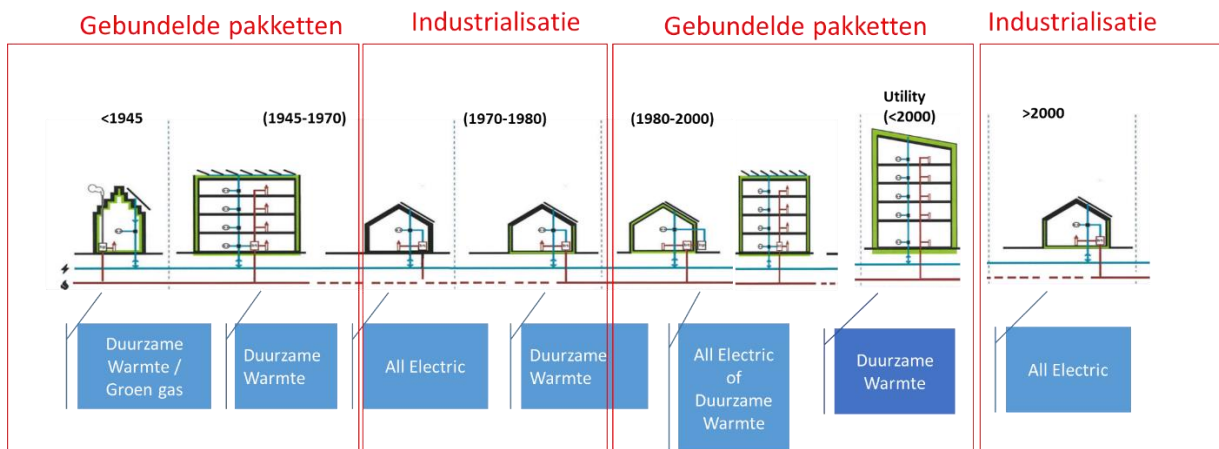 Gebundelde pakketten
Industrialisatie
Gebundelde pakketten
Industrialisatie
<1945
(1945-1970)
(1970-1980)
(1980-2000)
Utility
(<2000)
>2000
Duurzame
Warmte /
Groen gas
Duurzame
Warmte
All Electric
Duurzame
Warmte
All Electric
of
Duurzame
Warmte
Duurzame
Warmte
All Electric